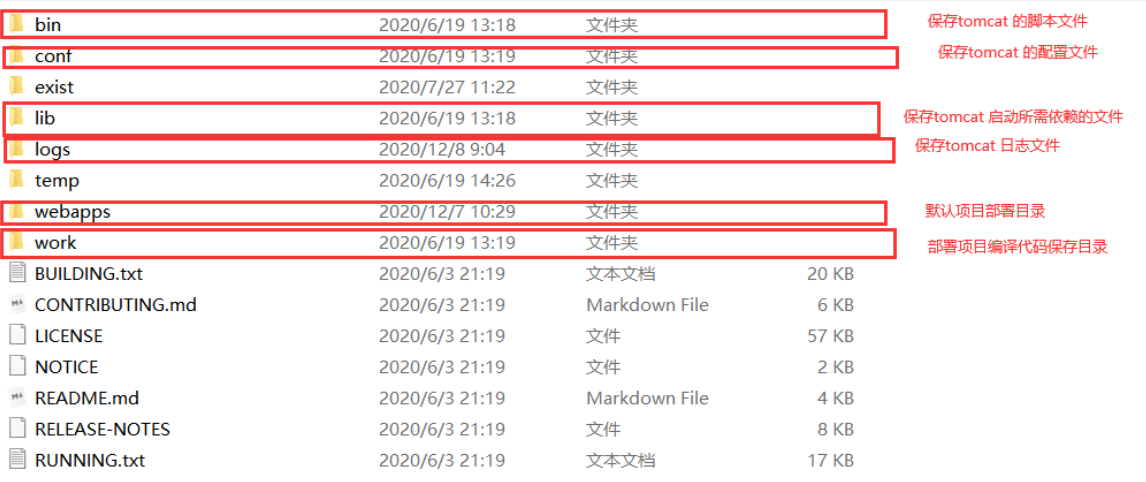 bin 2020/6/19 13:18 文件夹 保存tomcat 的脚本文件
conf 2020/6/19 13:19 文件夹 保存tomcat 的配置文件
exist 2020/7/27 11:22 文件夹
lib 2020/6/19 13:18 文件夹 保存tomcat 启动所需依赖的文件
logs 2020/12/8 9:04 文件夹 保存tomcat 日志文件
temp 2020/6/19 14:26 文件夹
webapps 2020/12/7 10:29 文件夹 默认项目部署目录
work 2020/6/19 13:19 文件夹 部署项目编译代码保存目录
BUILDING.txt 2020/6/3 21:19 文本文档 20 KB
CONTRIBUTING.md 2020/6/3 21:19 Markdown File 6 KB
LICENSE 2020/6/3 21:19 文件 57 KB
NOTICE 2020/6/3 21:19 文件 2 KB
README.md 2020/6/3 21:19 Markdown File 4 KB
RELEASE-NOTES 2020/6/3 21:19 文件 8 KB
RUNNING.txt 2020/6/3 21:19 文本文档 17 KB